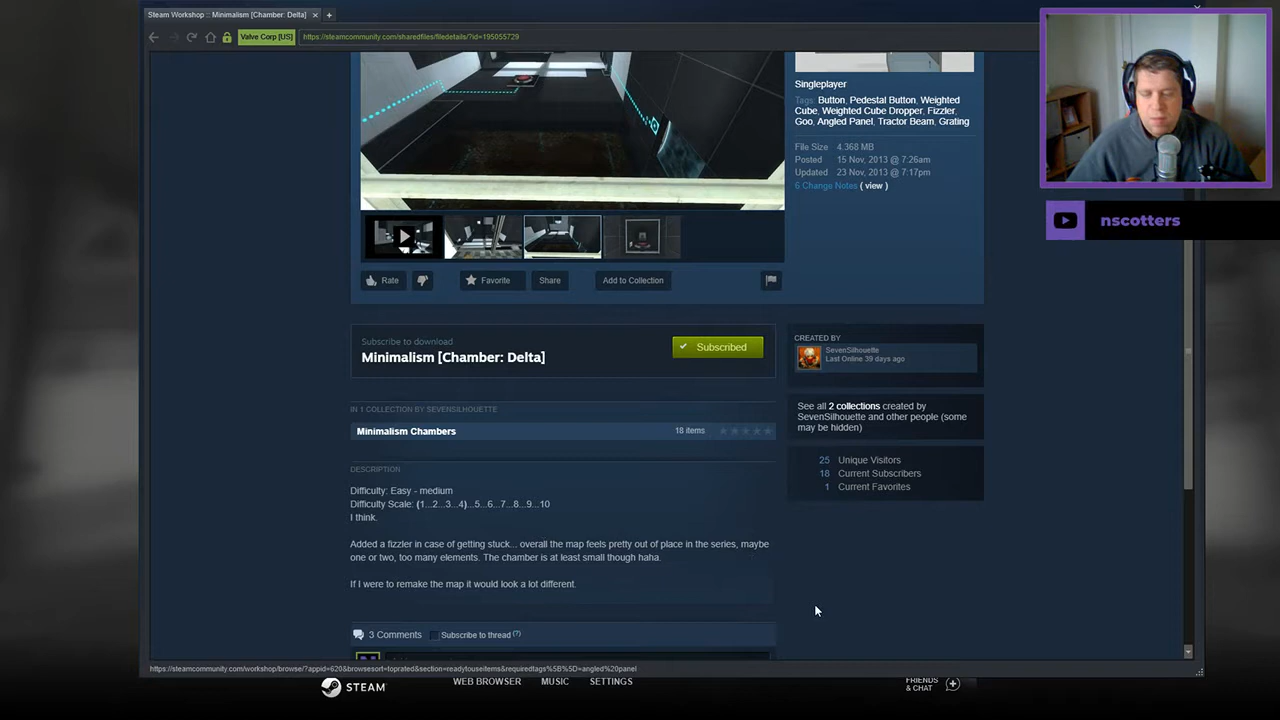 Steam Workshop :: Minimalism [Chamber: Delta]
Valve Corp [US]
https://steamcommunity.com/sharedfiles/filedetails/?id=195055729
nscotters
Singleplayer
Tags: Button, Pedestal Button, Weighted
Cube, Weighted Cube Dropper, Fizzler,
Goo, Angled Panel, Tractor Beam, Grating
File Size 4.368 MB
Posted 15 Nov, 2013 @ 7:26am
Updated 23 Nov, 2013 @ 7:17pm
6 Change Notes ( view )
Rate
Favorite
Share
Add to Collection
Subscribe to download
Minimalism [Chamber: Delta]
Subscribed
CREATED BY
SevenSilhouette
Last Online 39 days ago
See all 2 collections created by
SevenSilhouette and other people (some
may be hidden)
25 Unique Visitors
18 Current Subscribers
1 Current Favorites
IN 1 COLLECTION BY SEVENSILHOUETTE
Minimalism Chambers
18 items
DESCRIPTION
Difficulty: Easy - medium
Difficulty Scale: (1...2...3...4)...5...6...7...8...9...10
I think.
Added a fizzler in case of getting stuck... overall the map feels pretty out of place in the series, maybe
one or two, too many elements. The chamber is at least small though haha.
If I were to remake the map it would look a lot different.
3 Comments
Subscribe to thread (?)
https://steamcommunity.com/workshop/browse/?appid=620&browsesort=toprated&section=readytouseitems&requiredtags%5B%5D=angled%20panel
STEAM
WEB BROWSER
MUSIC
SETTINGS
FRIENDS
& CHAT